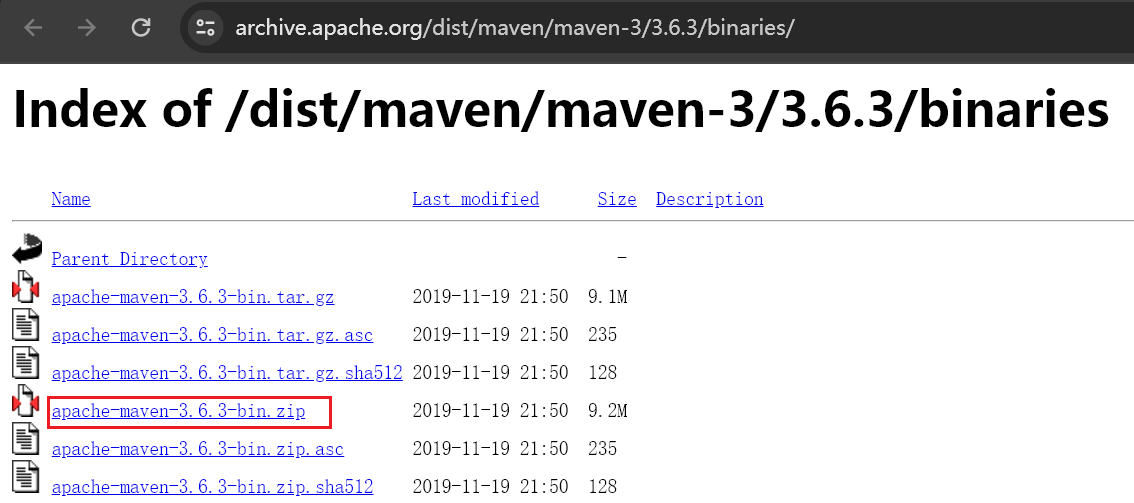 archive.apache.org/dist/maven/maven-3/3.6.3/binaries/
Index of /dist/maven/maven-3/3.6.3/binaries
Name Last modified Size Description
Parent Directory -
apache-maven-3.6.3-bin.tar.gz 2019-11-19 21:50 9.1M
apache-maven-3.6.3-bin.tar.gz.asc 2019-11-19 21:50 235
apache-maven-3.6.3-bin.tar.gz.sha512 2019-11-19 21:50 128
apache-maven-3.6.3-bin.zip 2019-11-19 21:50 9.2M
apache-maven-3.6.3-bin.zip.asc 2019-11-19 21:50 235
apache-maven-3.6.3-bin.zip.sha512 2019-11-19 21:50 128